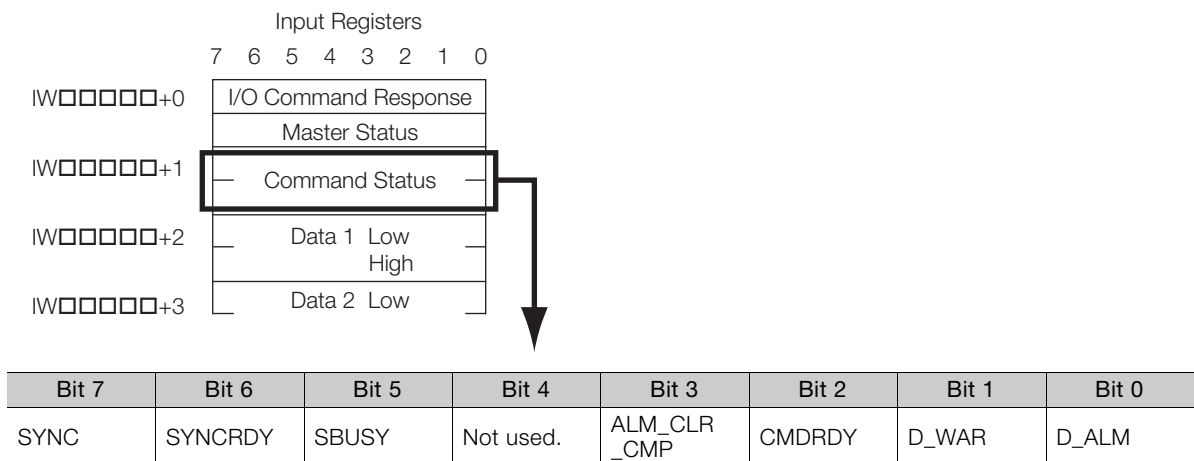 Input Registers
7 6 5 4 3 2 1 0
IW□□□□□+0 I/O Command Response
Master Status
IW□□□□□+1 Command Status
IW□□□□□+2 Data 1 Low
High
IW□□□□□+3 Data 2 Low
Bit 7 Bit 6 Bit 5 Bit 4 Bit 3 Bit 2 Bit 1 Bit 0
SYNC SYNCRDY SBUSY Not used. ALM_CLR
_CMP CMDRDY D_WAR D_ALM